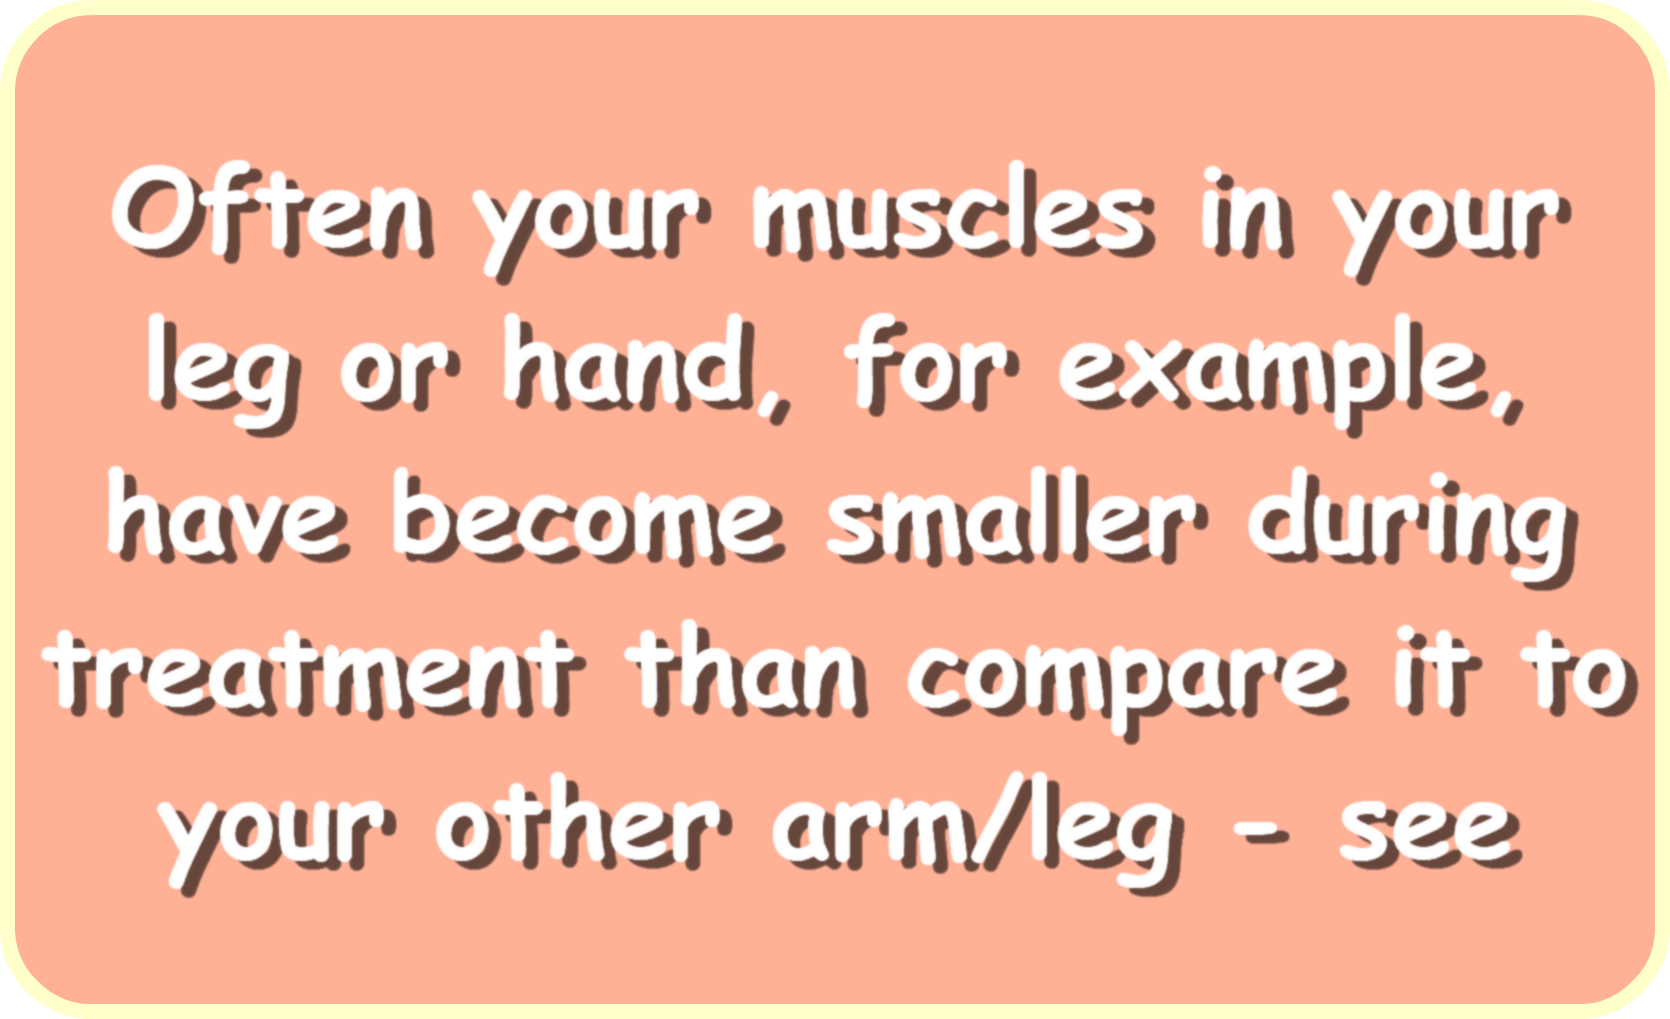 Often your muscles in your
leg or hand, for example,
have become smaller during
treatment than compare it to
your other arm/leg - see